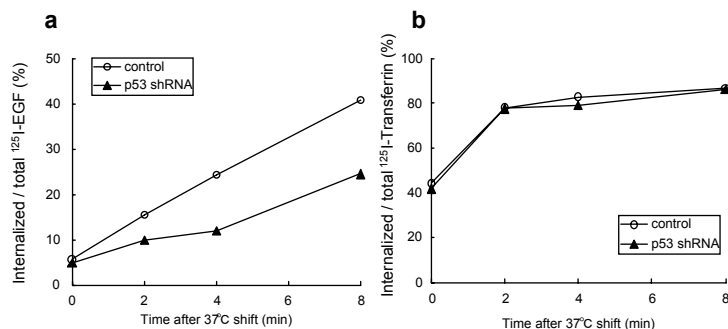 a
Internalized / total ¹²⁵I-EGF (%)
50
40
30
20
10
0
control
p53 shRNA
0 2 4 6 8
Time after 37°C shift (min)
b
Internalized / total ¹²⁵I-Transferrin (%)
100
80
60
40
20
0
control
p53 shRNA
0 2 4 6 8
Time after 37°C shift (min)